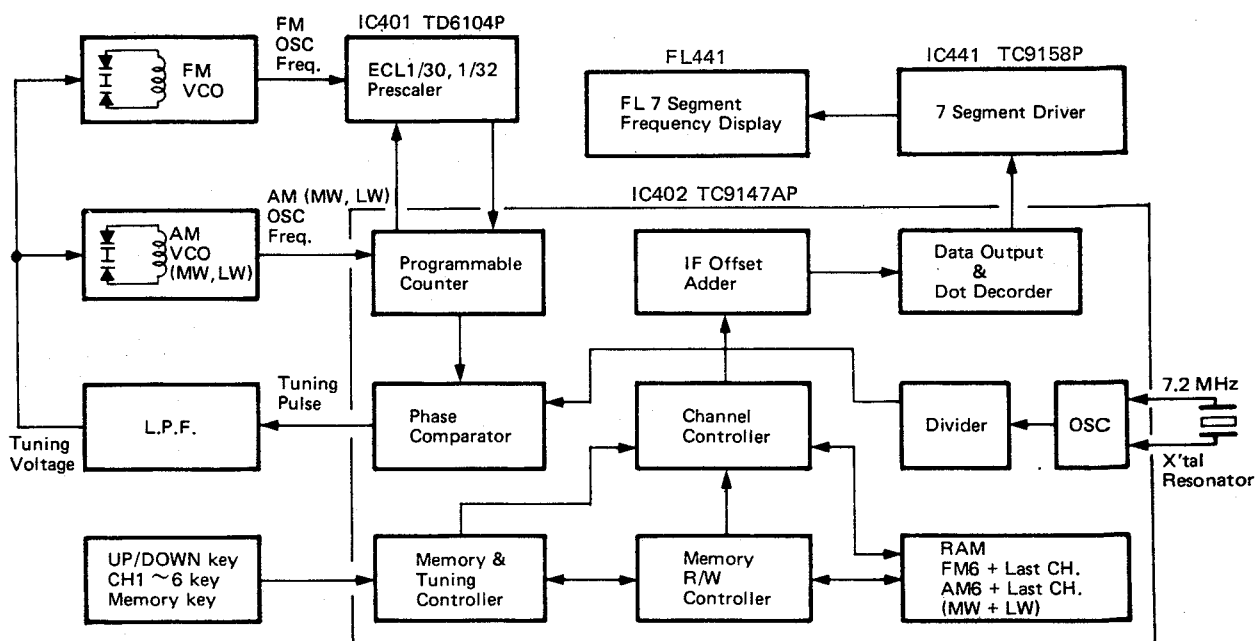 FM
OSC
Freq.
IC401 TD6104P
FM
VCO
ECL1/30, 1/32
Prescaler
FL441
FL 7 Segment
Frequency Display
IC441 TC9158P
7 Segment Driver
AM (MW, LW)
OSC
Freq.
IC402 TC9147AP
AM
VCO
(MW, LW)
Programmable
Counter
IF Offset
Adder
Data Output
&
Dot Decorder
Tuning
Pulse
7.2 MHz
L.P.F.
Phase
Comparator
Channel
Controller
Divider
OSC
Tuning
Voltage
X'tal
Resonator
UP/DOWN key
CH1 ~6 key
Memory key
Memory &
Tuning
Controller
Memory
R/W
Controller
RAM
FM6 + Last CH.
AM6 + Last CH.
(MW + LW)